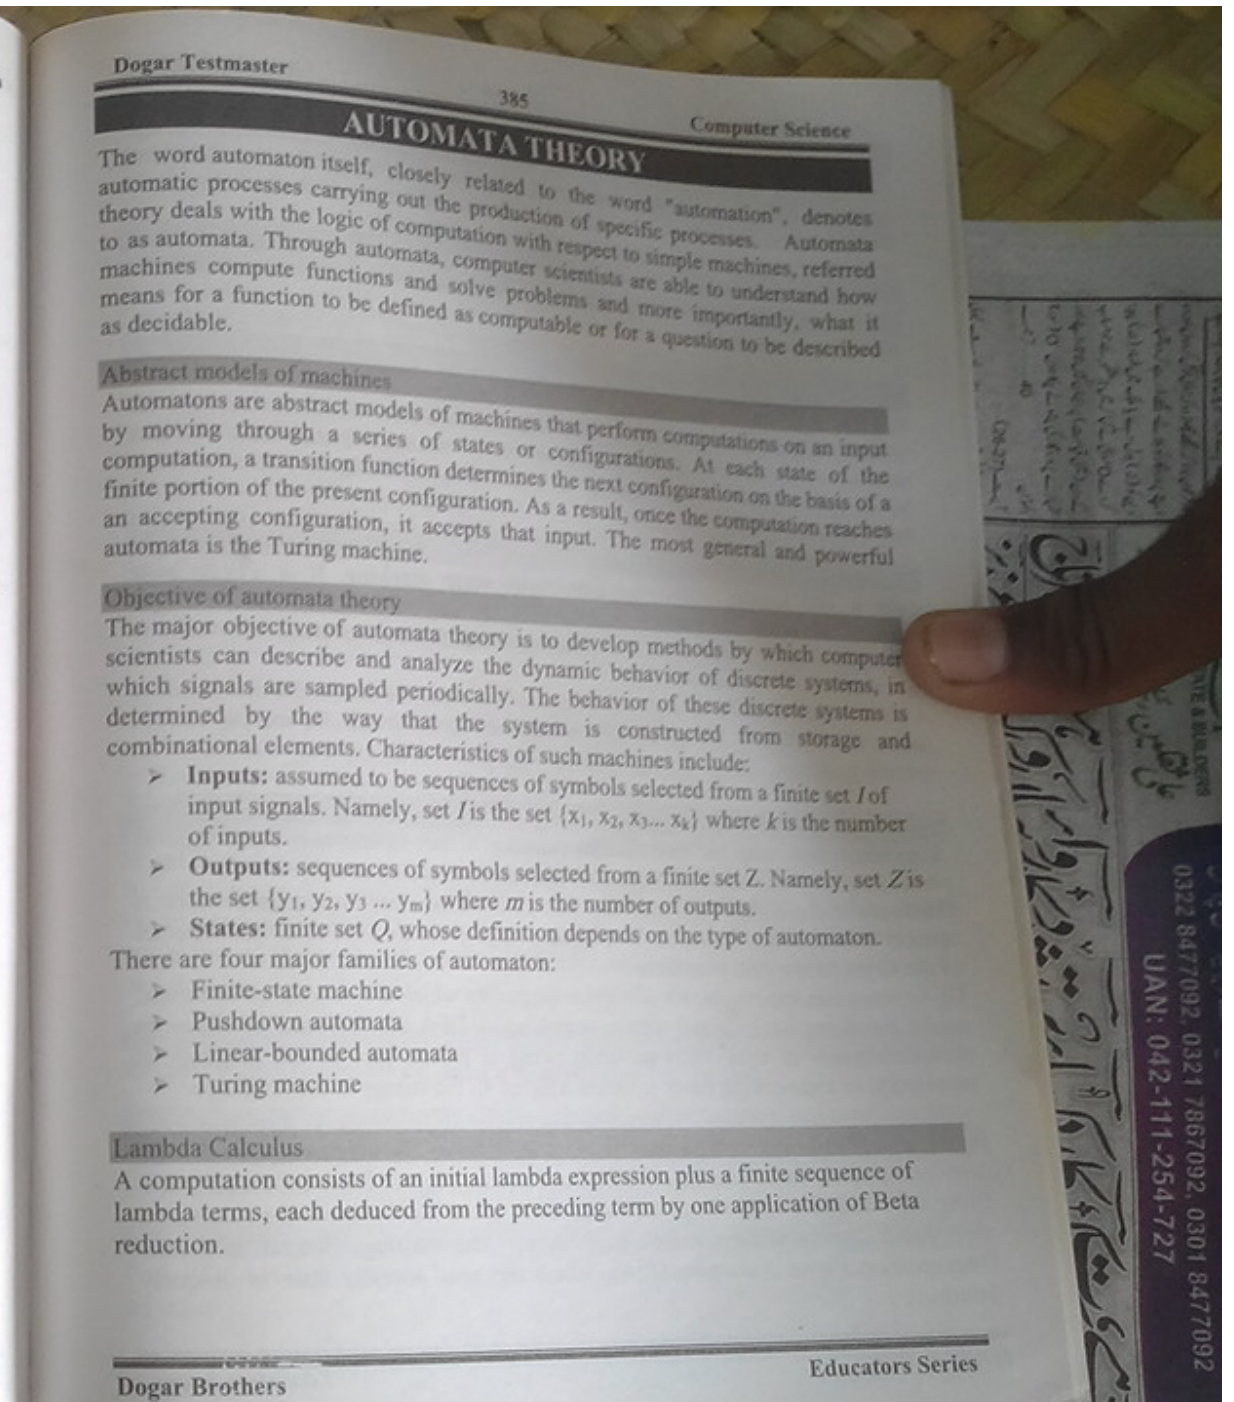 Dogar Testmaster
385
Computer Science
AUTOMATA THEORY
The word automaton itself, closely related to the word "automation", denotes
automatic processes carrying out the production of specific processes. Automata
theory deals with the logic of computation with respect to simple machines, referred
to as automata. Through automata, computer scientists are able to understand how
machines compute functions and solve problems and more importantly, what it
means for a function to be defined as computable or for a question to be described
as decidable.
Abstract models of machines
Automatons are abstract models of machines that perform computations on an input
by moving through a series of states or configurations. At each state of the
computation, a transition function determines the next configuration on the basis of a
finite portion of the present configuration. As a result, once the computation reaches
an accepting configuration, it accepts that input. The most general and powerful
automata is the Turing machine.
Objective of automata theory
The major objective of automata theory is to develop methods by which computer
scientists can describe and analyze the dynamic behavior of discrete systems, in
which signals are sampled periodically. The behavior of these discrete systems is
determined by the way that the system is constructed from storage and
combinational elements. Characteristics of such machines include:
➢ Inputs: assumed to be sequences of symbols selected from a finite set I of
input signals. Namely, set I is the set {x₁, x₂, x₃... xₖ} where k is the number
of inputs.
➢ Outputs: sequences of symbols selected from a finite set Z. Namely, set Z is
the set {y₁, y₂, y₃ ... yₘ} where m is the number of outputs.
➢ States: finite set Q, whose definition depends on the type of automaton.
There are four major families of automaton:
➢ Finite-state machine
➢ Pushdown automata
➢ Linear-bounded automata
➢ Turing machine
Lambda Calculus
A computation consists of an initial lambda expression plus a finite sequence of
lambda terms, each deduced from the preceding term by one application of Beta
reduction.
Dogar Brothers
Educators Series
& BUILDERS
0322 8477092, 0321 7867092, 0301 8477092
UAN: 042-111-254-727